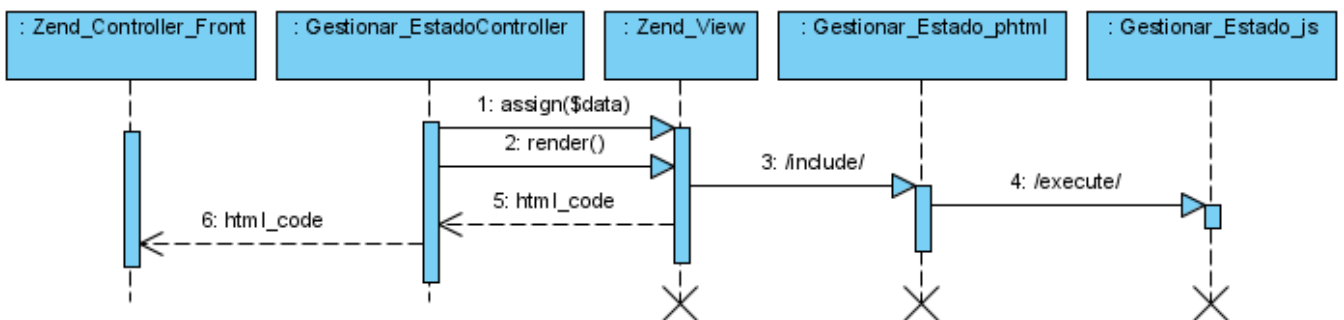 : Zend_Controller_Front
: Gestionar_EstadoController
: Zend_View
: Gestionar_Estado_phtml
: Gestionar_Estado_js
1: assign($data)
2: render()
3: /include/
4: /execute/
5: html_code
6: html_code